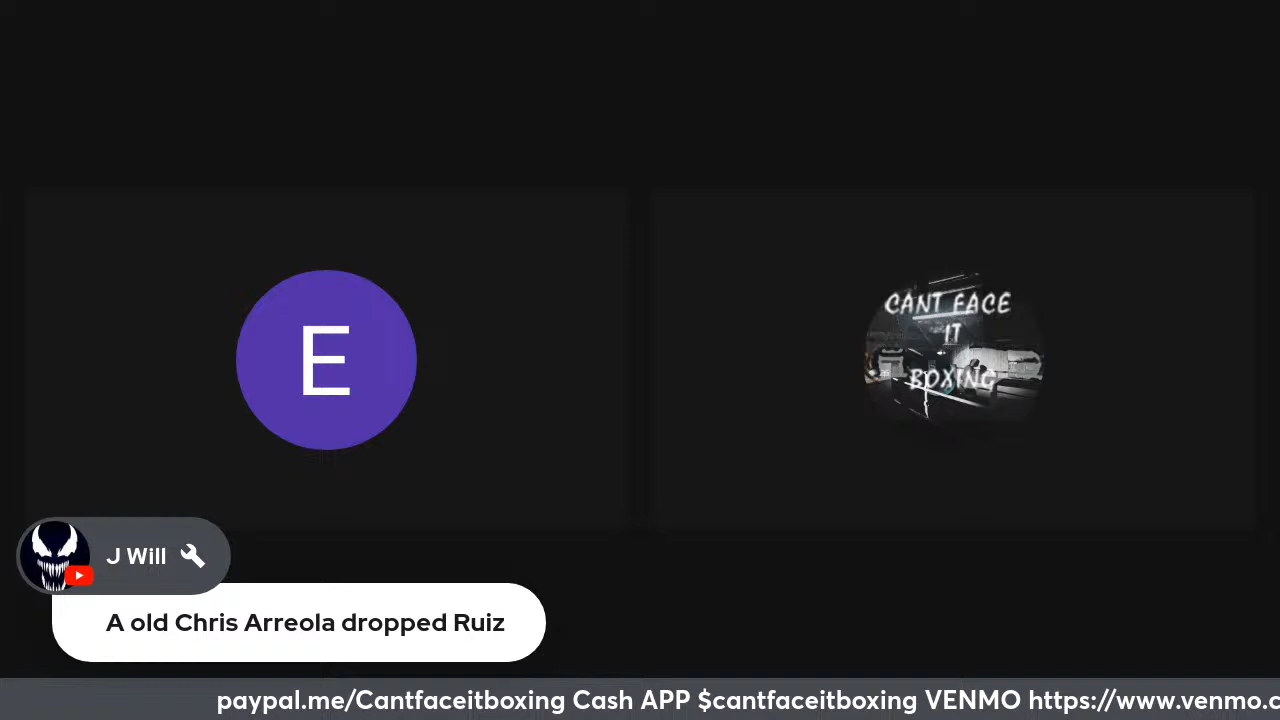 E
CANT FACE
IT
BOXING
J Will
A old Chris Arreola dropped Ruiz
paypal.me/Cantfaceitboxing Cash APP $cantfaceitboxing VENMO https://www.venmo.c